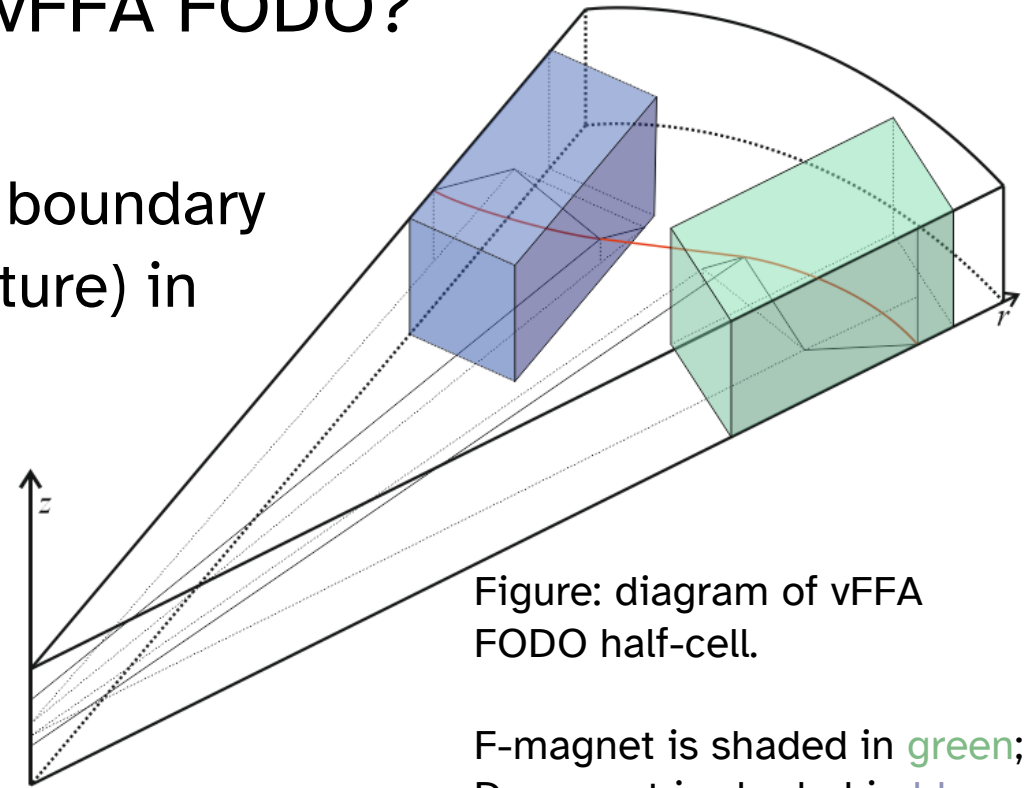 vFFA FODO?
boundary
ture) in
r
z
Figure: diagram of vFFA
FODO half-cell.
F-magnet is shaded in green;